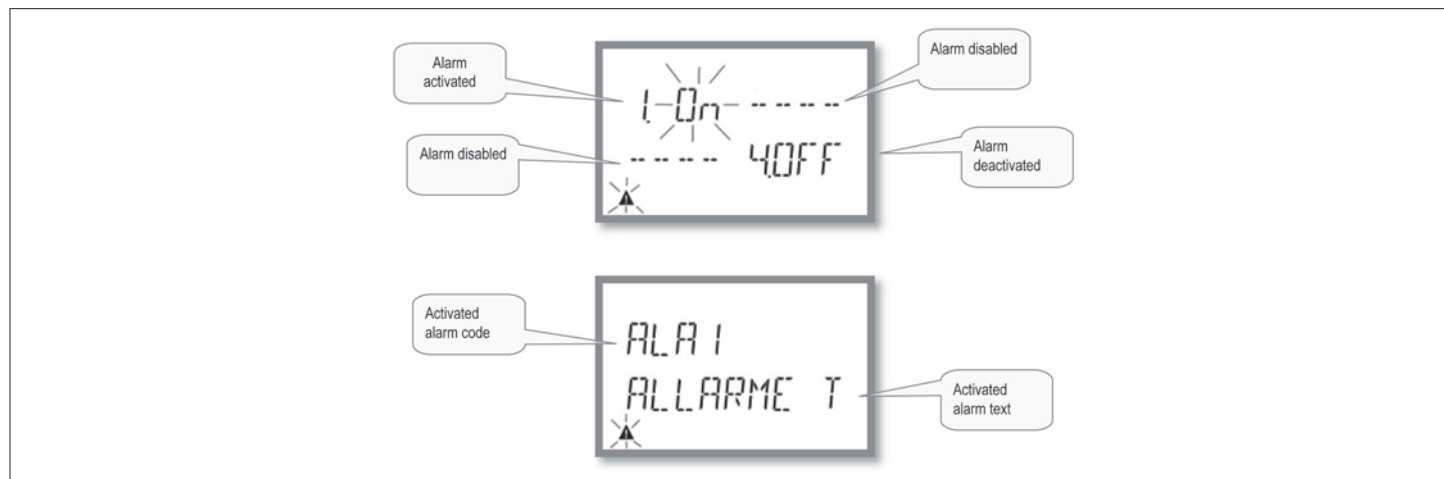 Alarm
activated
Alarm disabled
1. On ----
Alarm disabled
---- 4.OFF
Alarm
deactivated
Activated
alarm code
ALA1
ALLARME T
Activated
alarm text